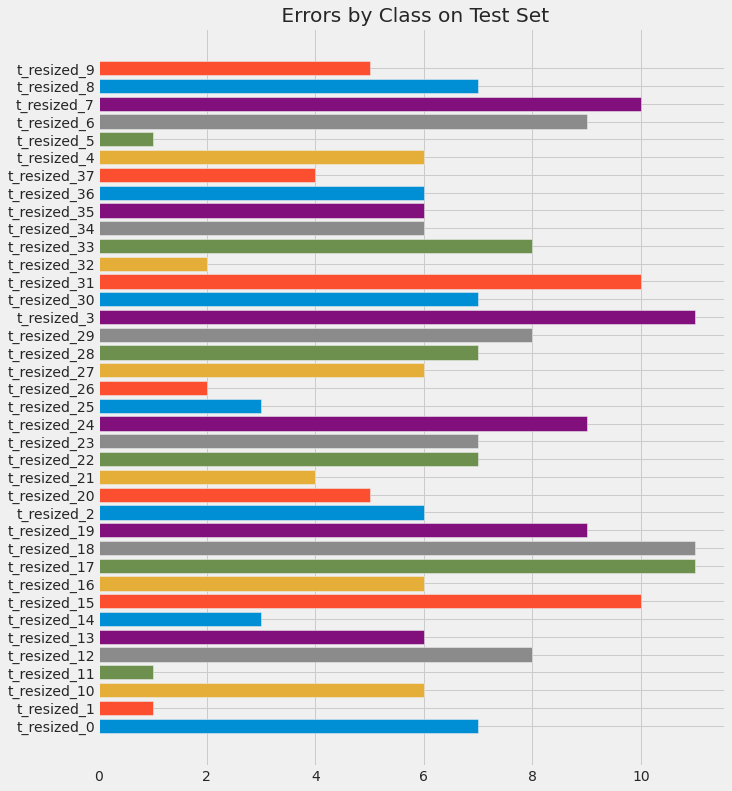 Errors by Class on Test Set
t_resized_9
t_resized_8
t_resized_7
t_resized_6
t_resized_5
t_resized_4
t_resized_37
t_resized_36
t_resized_35
t_resized_34
t_resized_33
t_resized_32
t_resized_31
t_resized_30
t_resized_3
t_resized_29
t_resized_28
t_resized_27
t_resized_26
t_resized_25
t_resized_24
t_resized_23
t_resized_22
t_resized_21
t_resized_20
t_resized_2
t_resized_19
t_resized_18
t_resized_17
t_resized_16
t_resized_15
t_resized_14
t_resized_13
t_resized_12
t_resized_11
t_resized_10
t_resized_1
t_resized_0
0 2 4 6 8 10